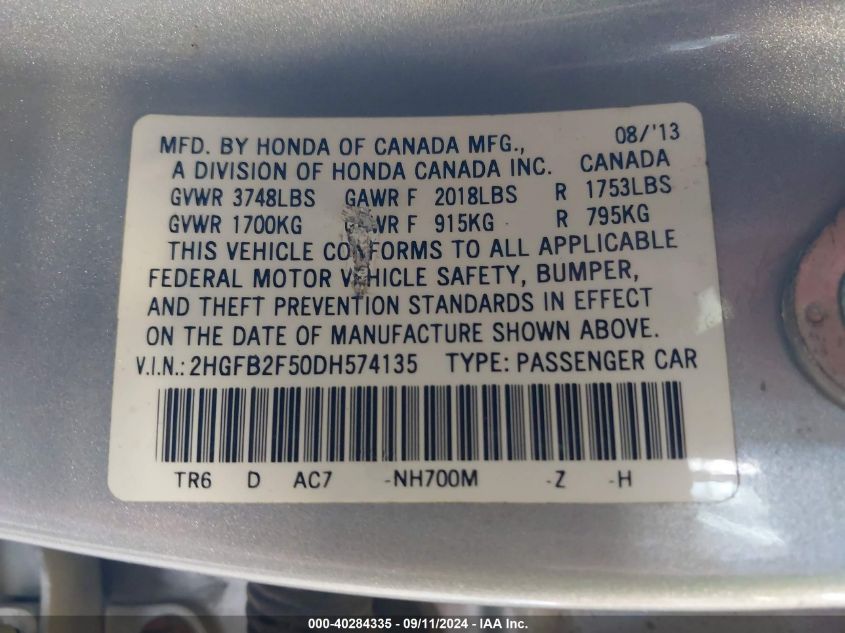 MFD. BY HONDA OF CANADA MFG., 08/'13
A DIVISION OF HONDA CANADA INC. CANADA
GVWR 3748LBS GAWR F 2018LBS R 1753LBS
GVWR 1700KG GAWR F 915KG R 795KG
THIS VEHICLE CONFORMS TO ALL APPLICABLE
FEDERAL MOTOR VEHICLE SAFETY, BUMPER,
AND THEFT PREVENTION STANDARDS IN EFFECT
ON THE DATE OF MANUFACTURE SHOWN ABOVE.
V.I.N.: 2HGFB2F50DH574135 TYPE: PASSENGER CAR
TR6 D AC7 -NH700M -Z -H
000-40284335 - 09/11/2024 - IAA Inc.